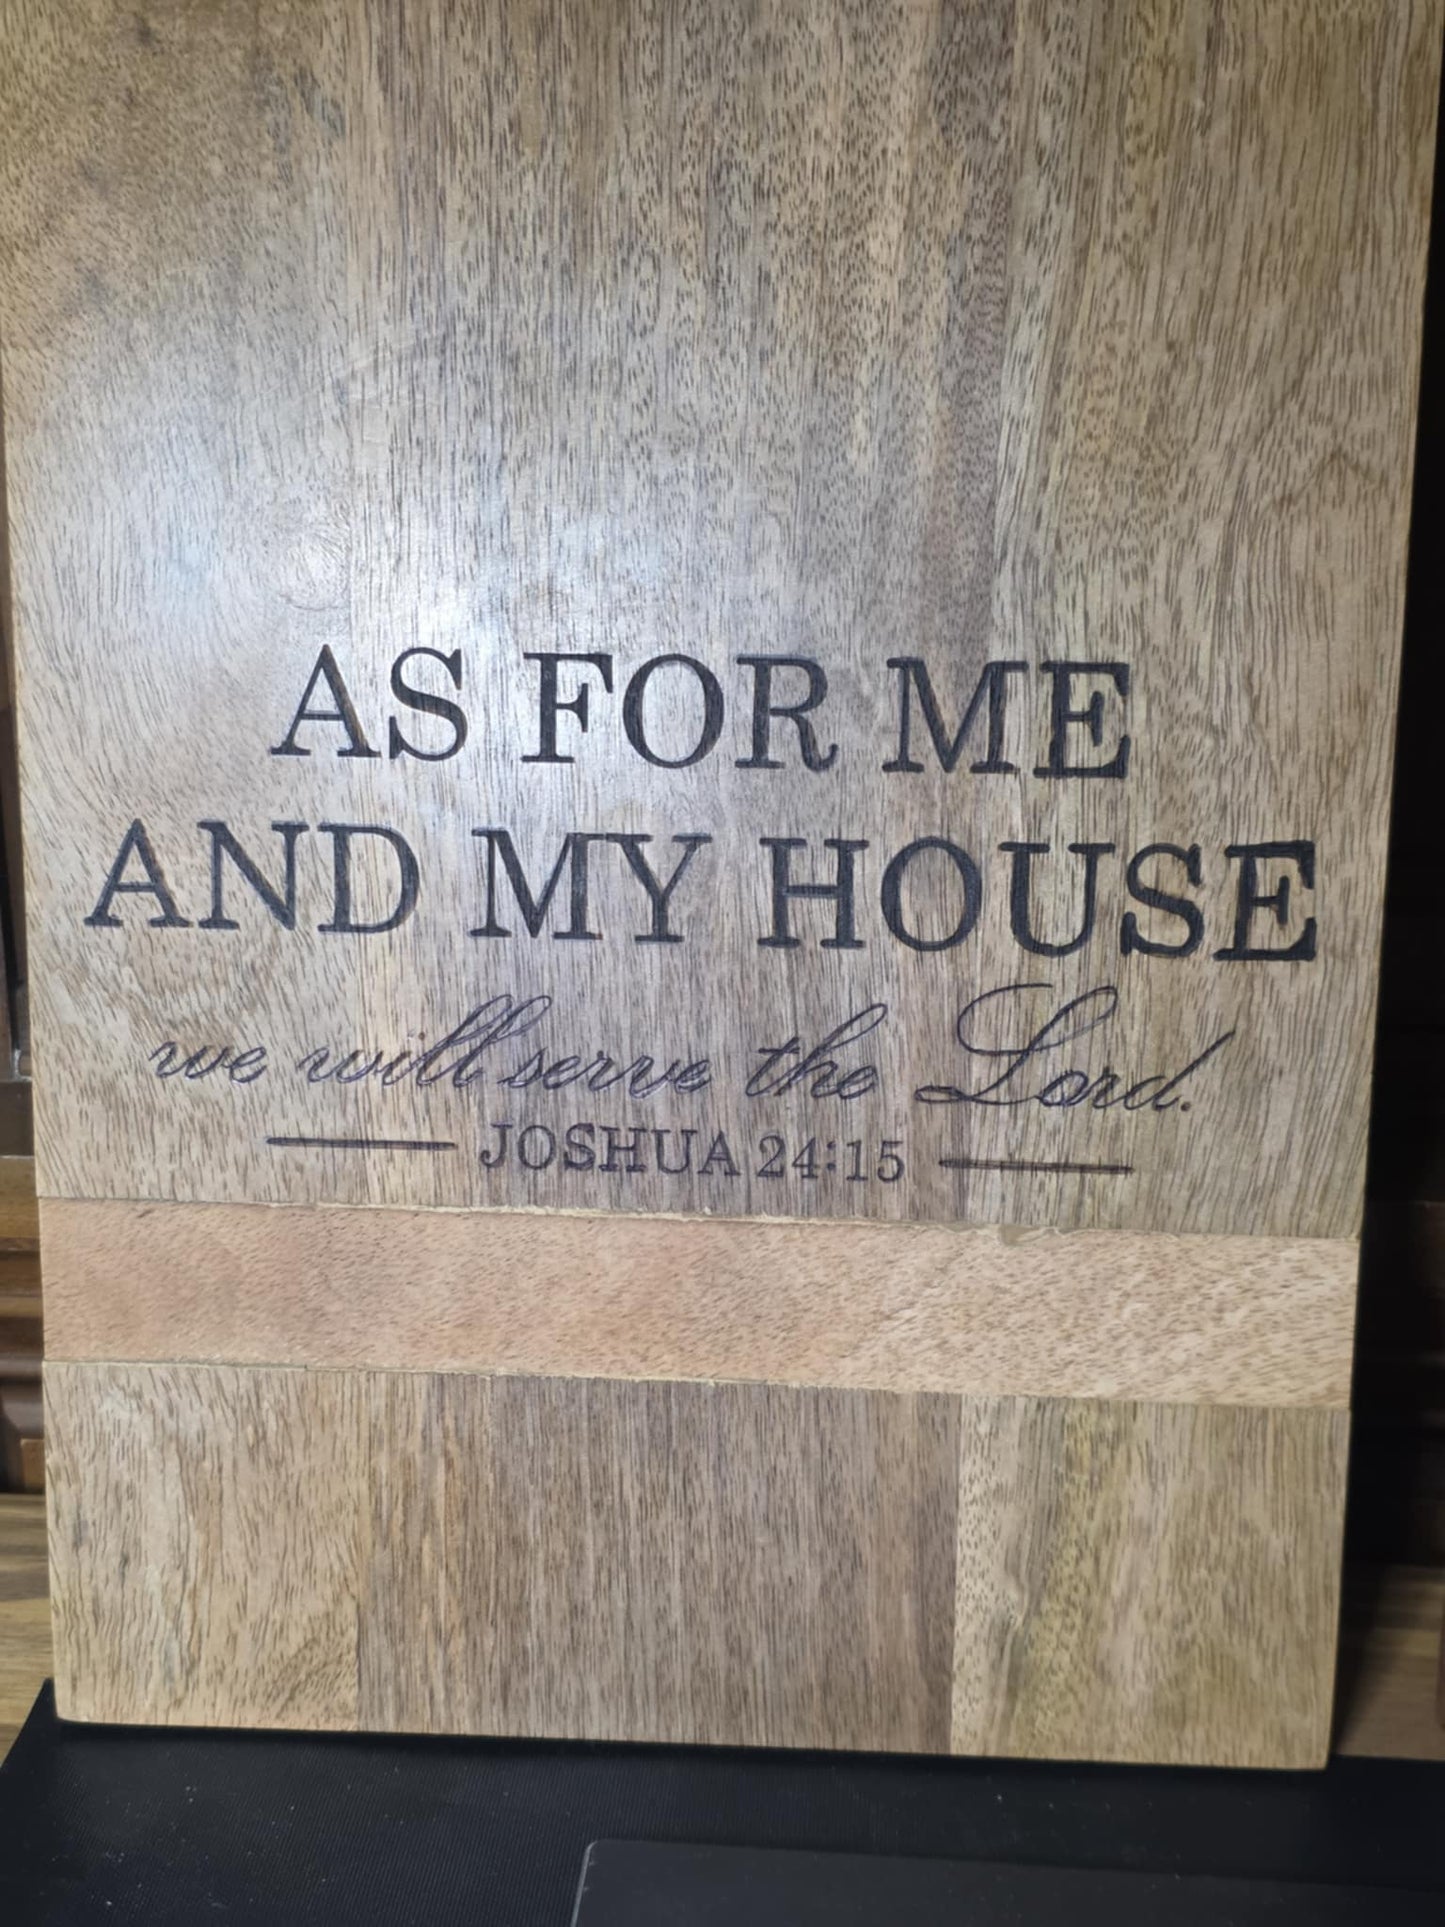 AS FOR ME
AND MY HOUSE
we will serve the Lord.
JOSHUA 24:15